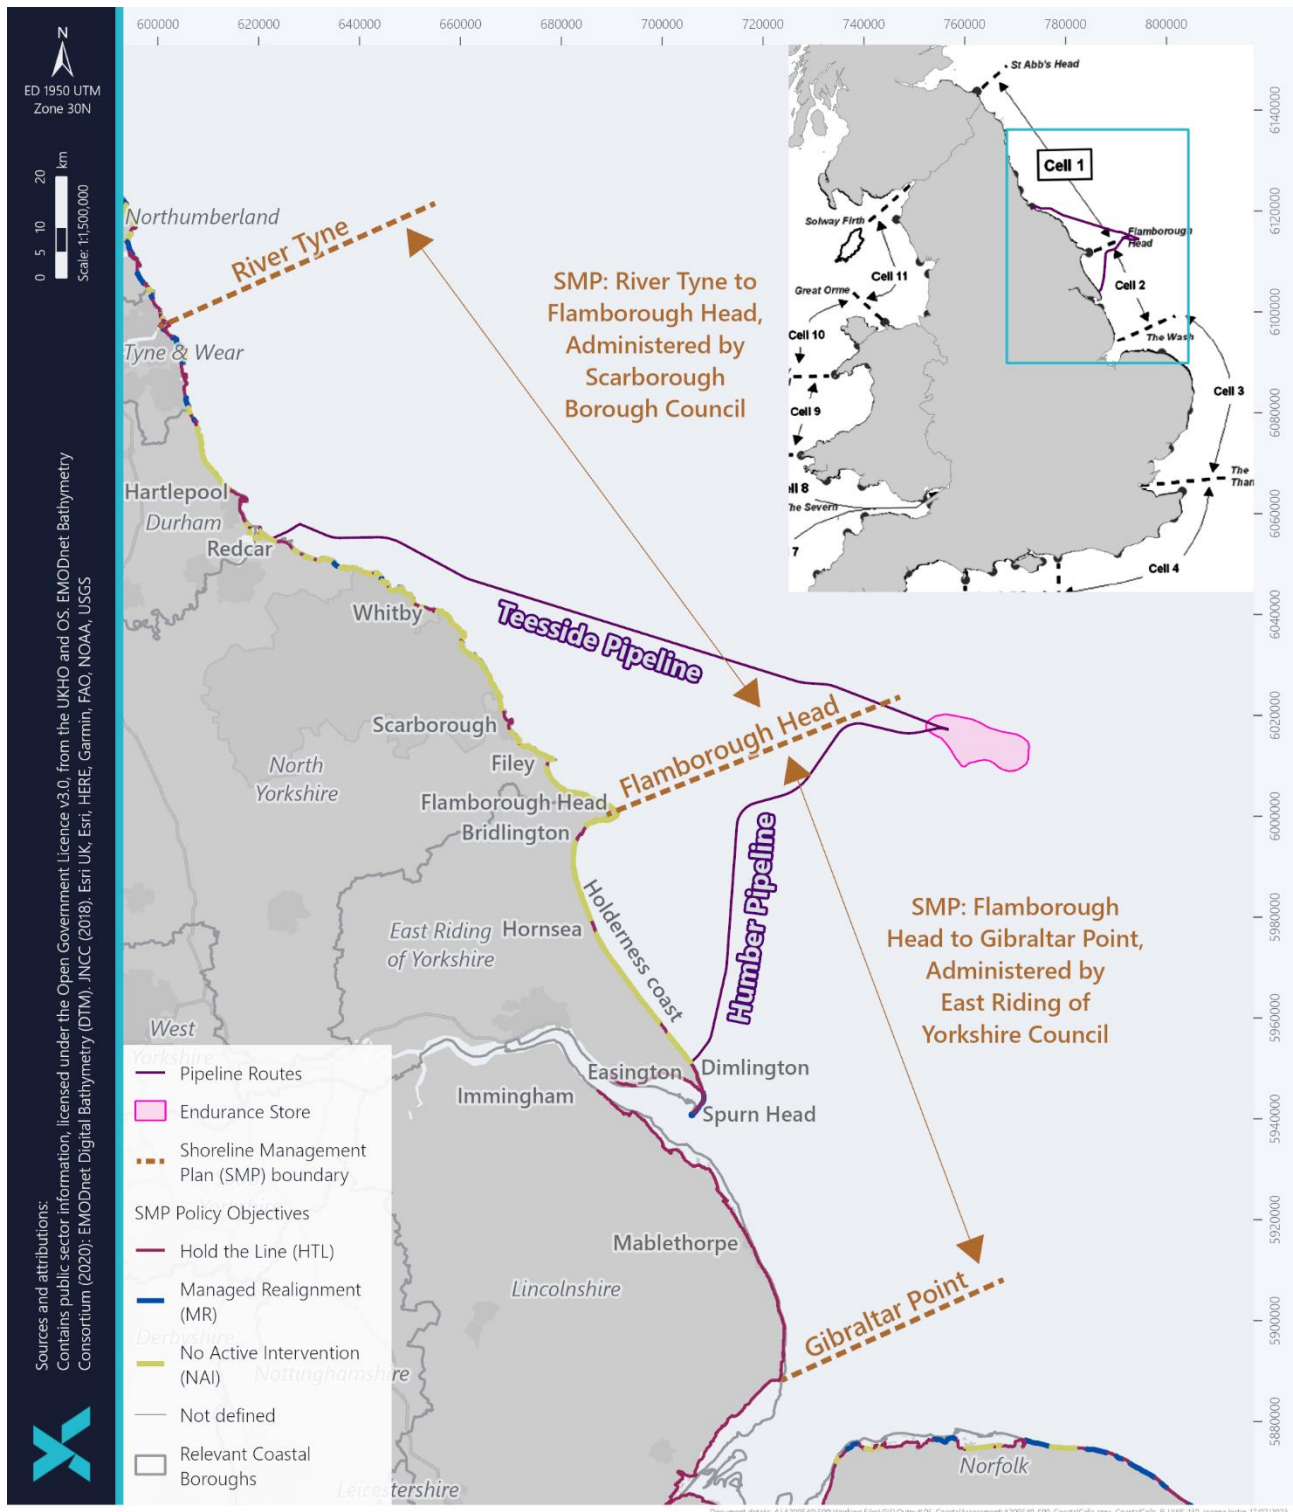 600000
620000
640000
660000
680000
700000
720000
740000
760000
780000
800000
N
ED 1950 UTM
Zone 30N
0 5 10 20
km
Scale: 1:1,500,000
Sources and attributions:
Contains public sector information, licensed under the Open Government Licence v3.0, from the UKHO and OS. EMODnet Bathymetry
Consortium (2020): EMODnet Digital Bathymetry (DTM). JNCC (2018). Esri UK, Esri, HERE, Garmin, FAO, NOAA, USGS
6140000
6120000
6100000
6080000
6060000
6040000
6020000
6000000
5980000
5960000
5940000
5920000
5900000
5880000
St Abb's Head
Cell 1
Solway Firth
Flamborough
Head
Cell 11
Great Orme
Cell 2
Cell 10
The Wash
Cell 3
Cell 9
The
Than
ell 8
The Severn
7
Cell 4
Northumberland
River Tyne
Tyne & Wear
SMP: River Tyne to
Flamborough Head,
Administered by
Scarborough
Borough Council
Hartlepool
Durham
Redcar
Whitby
Teesside Pipeline
Scarborough
North
Yorkshire
Filey
Flamborough Head
Flamborough Head
Bridlington
Holderness coast
Humber Pipeline
East Riding
of Yorkshire
Hornsea
SMP: Flamborough
Head to Gibraltar Point,
Administered by
East Riding of
Yorkshire Council
West
Yorkshire
Easington
Dimlington
Immingham
Spurn Head
Mablethorpe
Lincolnshire
Gibraltar Point
Norfolk
Pipeline Routes
Endurance Store
Shoreline Management
Plan (SMP) boundary
SMP Policy Objectives
Hold the Line (HTL)
Managed Realignment
(MR)
Derbyshire
No Active Intervention
(NAI)
Nottinghamshire
Not defined
Relevant Coastal
Boroughs
Leicestershire